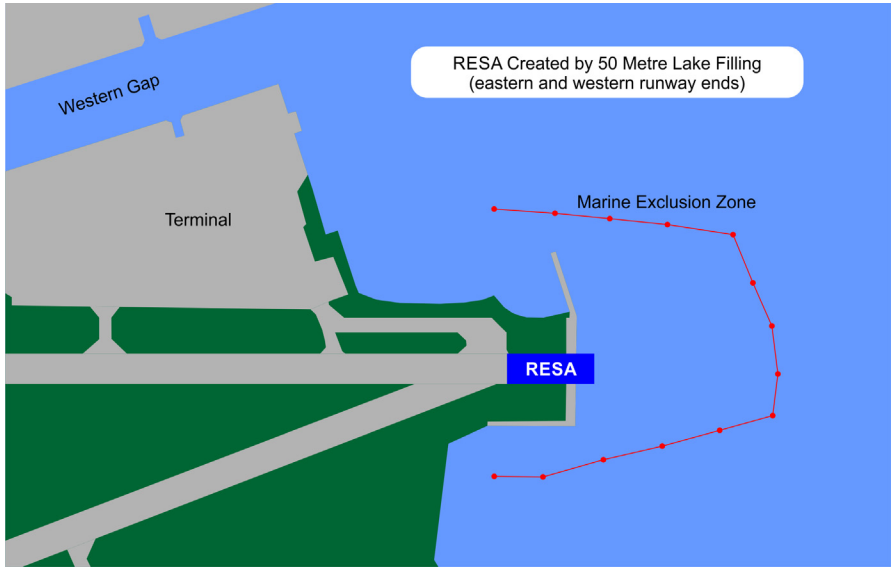 RESA Created by 50 Metre Lake Filling
(eastern and western runway ends)
Western Gap
Marine Exclusion Zone
Terminal
RESA